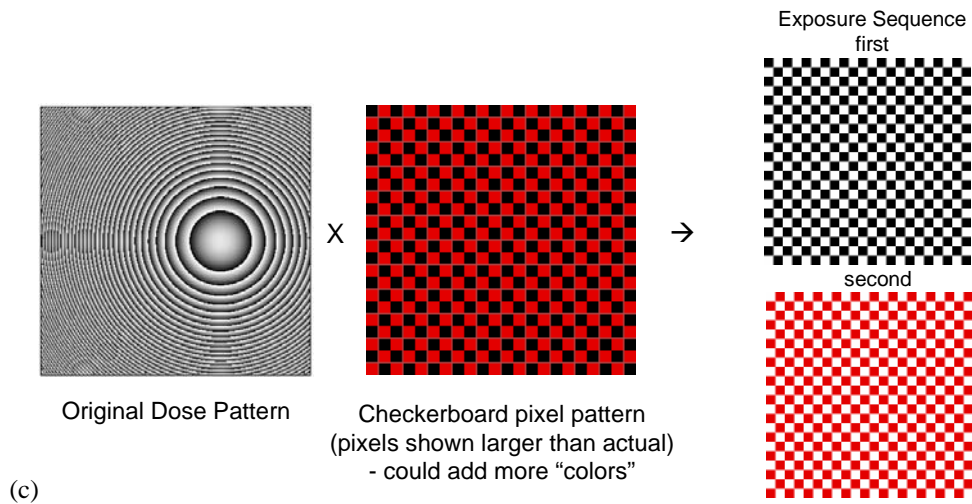 Exposure Sequence
first
X
→
second
Original Dose Pattern
Checkerboard pixel pattern
(pixels shown larger than actual)
- could add more “colors”
(c)